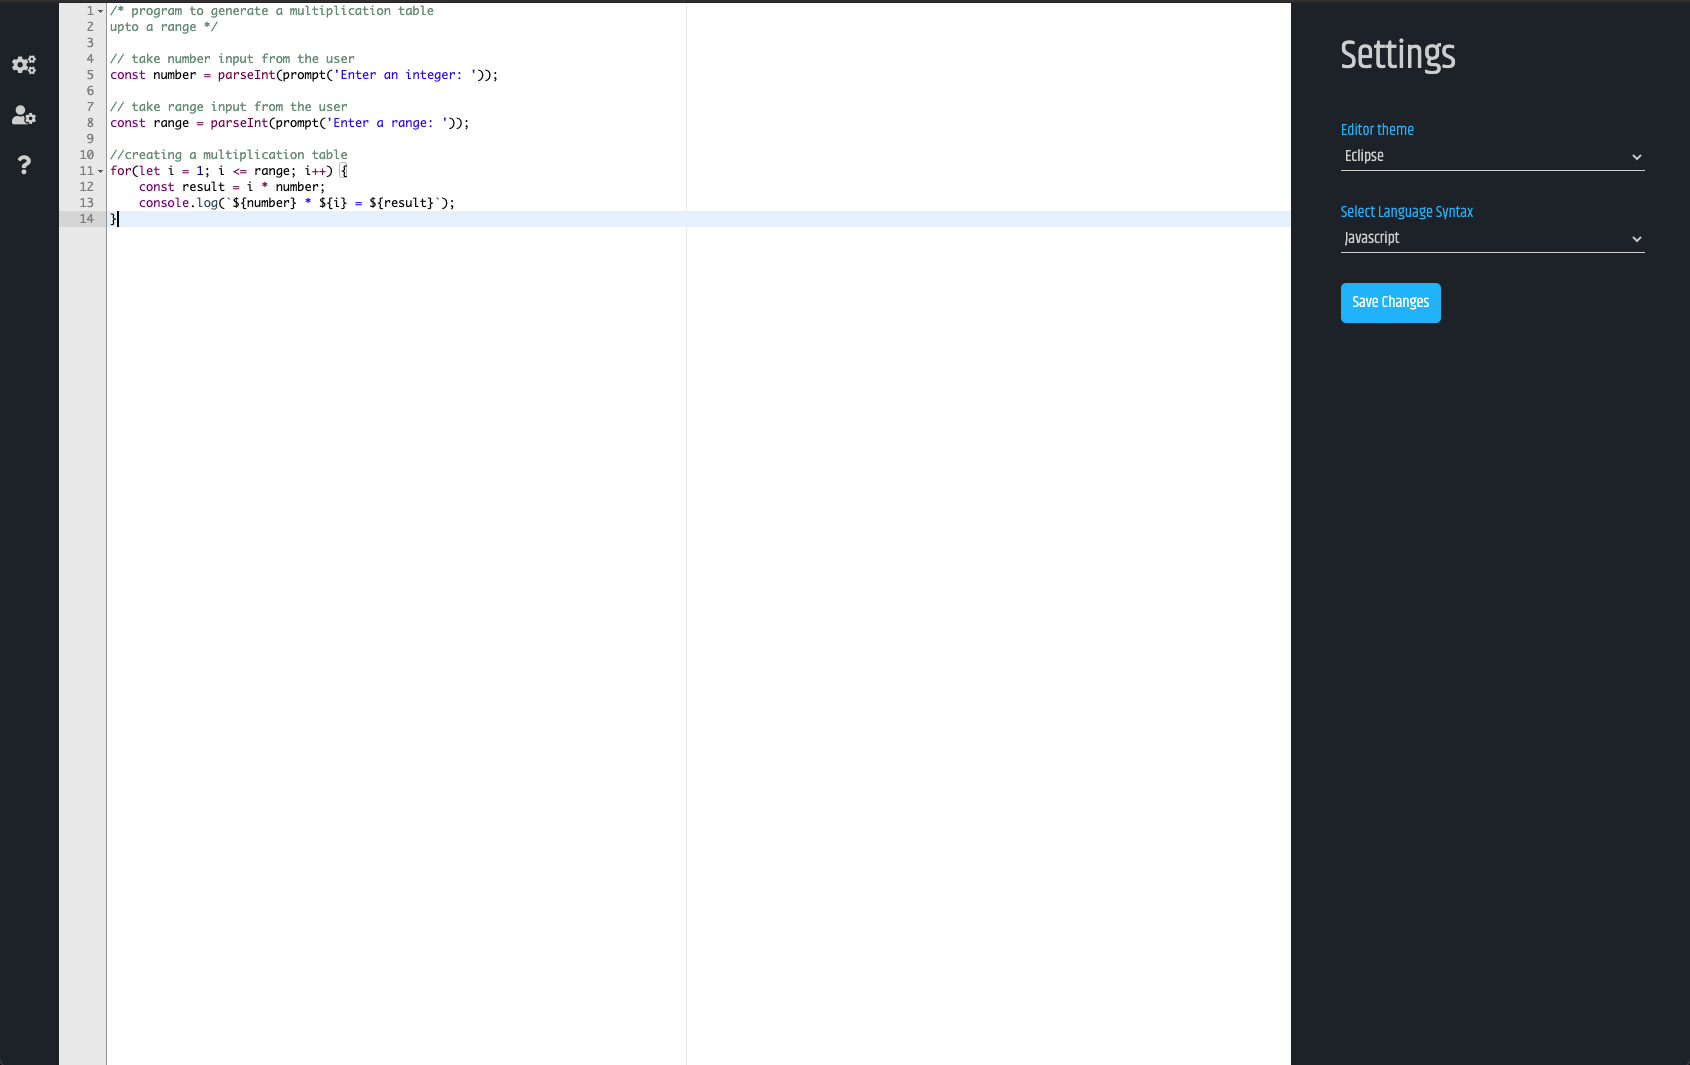 1 /* program to generate a multiplication table
2 upto a range */
3
4 // take number input from the user
5 const number = parseInt(prompt('Enter an integer: '));
6
7 // take range input from the user
8 const range = parseInt(prompt('Enter a range: '));
9
10 //creating a multiplication table
11 for(let i = 1; i <= range; i++) {
12     const result = i * number;
13     console.log(`${number} * ${i} = ${result}`);
14 }
Settings
Editor theme
Eclipse
Select Language Syntax
Javascript
Save Changes